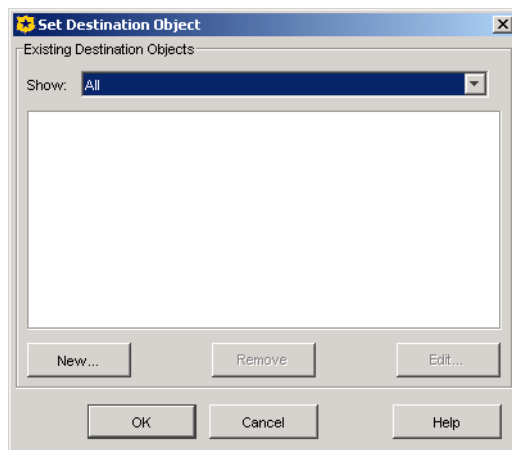 Set Destination Object
Existing Destination Objects
Show: All
New... Remove Edit...
OK Cancel Help